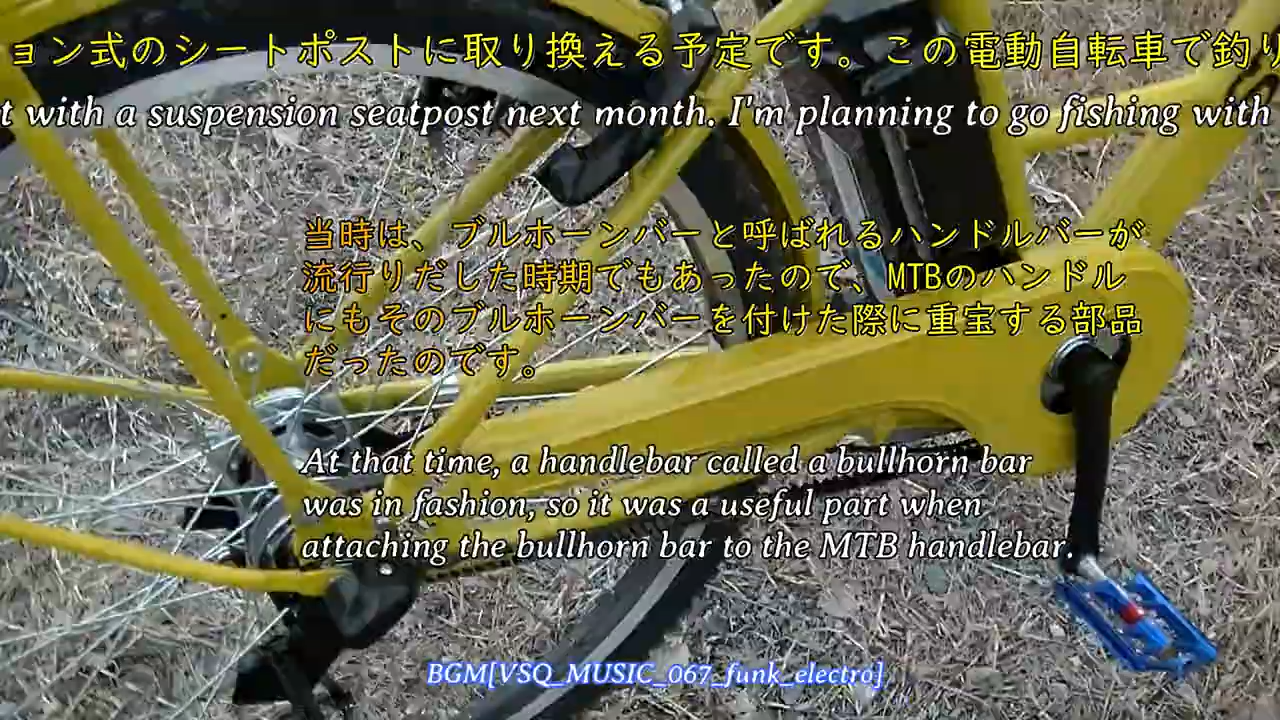 ョン式のシートポストに取り換える予定です。この電動自転車で釣り
t with a suspension seatpost next month. I'm planning to go fishing with
当時は、ブルホーンバーと呼ばれるハンドルバーが
流行りだした時期でもあったので、MTBのハンドル
にもそのブルホーンバーを付けた際に重宝する部品
だったのです。
At that time, a handlebar called a bullhorn bar
was in fashion, so it was a useful part when
attaching the bullhorn bar to the MTB handlebar.
BGM[VSQ_MUSIC_067_funk_electro]